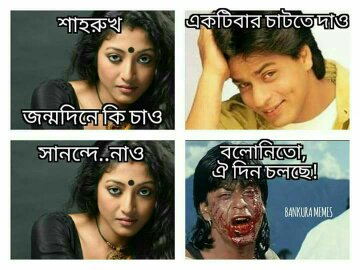 শাহরুখ
জন্মদিনে কি চাও
একটিবার চাটতে দাও
সানন্দে..নাও
বলোনিতো,
ঐ দিন চলছে!
BANKURA MEMES